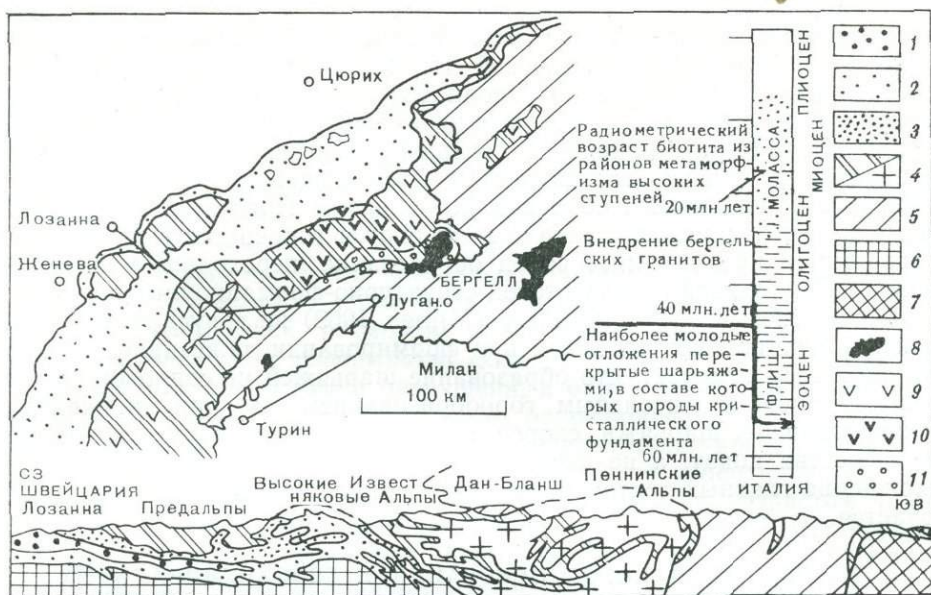 Цюрих
Лозанна
Женева
БЕРГЕЛЛ
Лугано
Милан
100 км
Турин
Радиометрический
возраст биотита из
районов метаморф-
изма высоких
ступеней
20 млн. лет
Внедрение бергель-
ских гранитов
40 млн. лет
Наиболее молодые
отложения пере-
крытые шарьяжа-
ми, в составе кото-
рых породы кри-
сталлического
фундамента
60 млн. лет
МОЛАССА
ФЛИШ
ПЛИОЦЕН
МИОЦЕН
ОЛИГОЦЕН
ЭОЦЕН
1
2
3
4
5
6
7
8
9
10
11
СЗ
ШВЕЙЦАРИЯ
Лозанна
Предальпы
Высокие Извест-
няковые Альпы
Дан-Бланш
Пеннинские
Альпы
ИТАЛИЯ
ЮВ